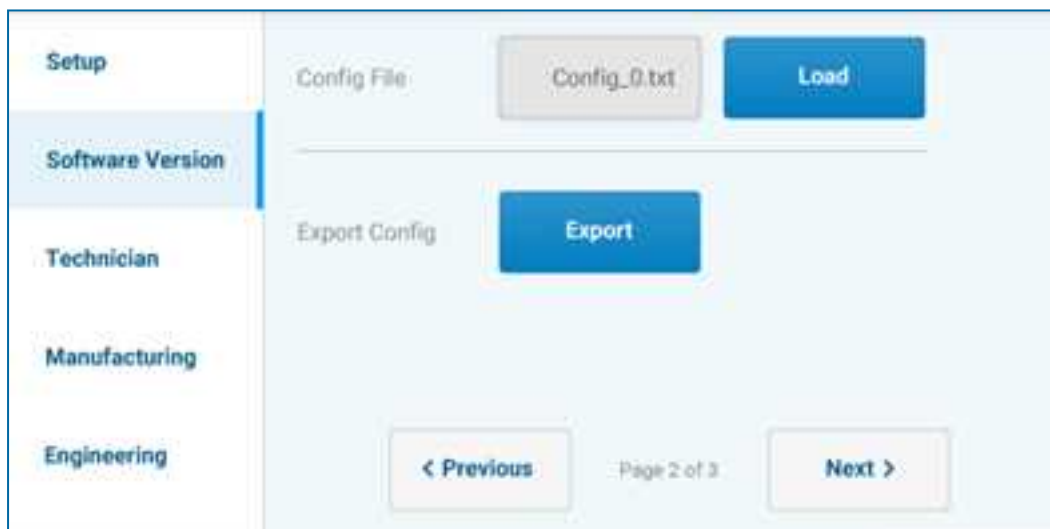 Setup
Software Version
Technician
Manufacturing
Engineering
Config File
Config_0.txt
Load
Export Config
Export
< Previous
Page 2 of 3
Next >